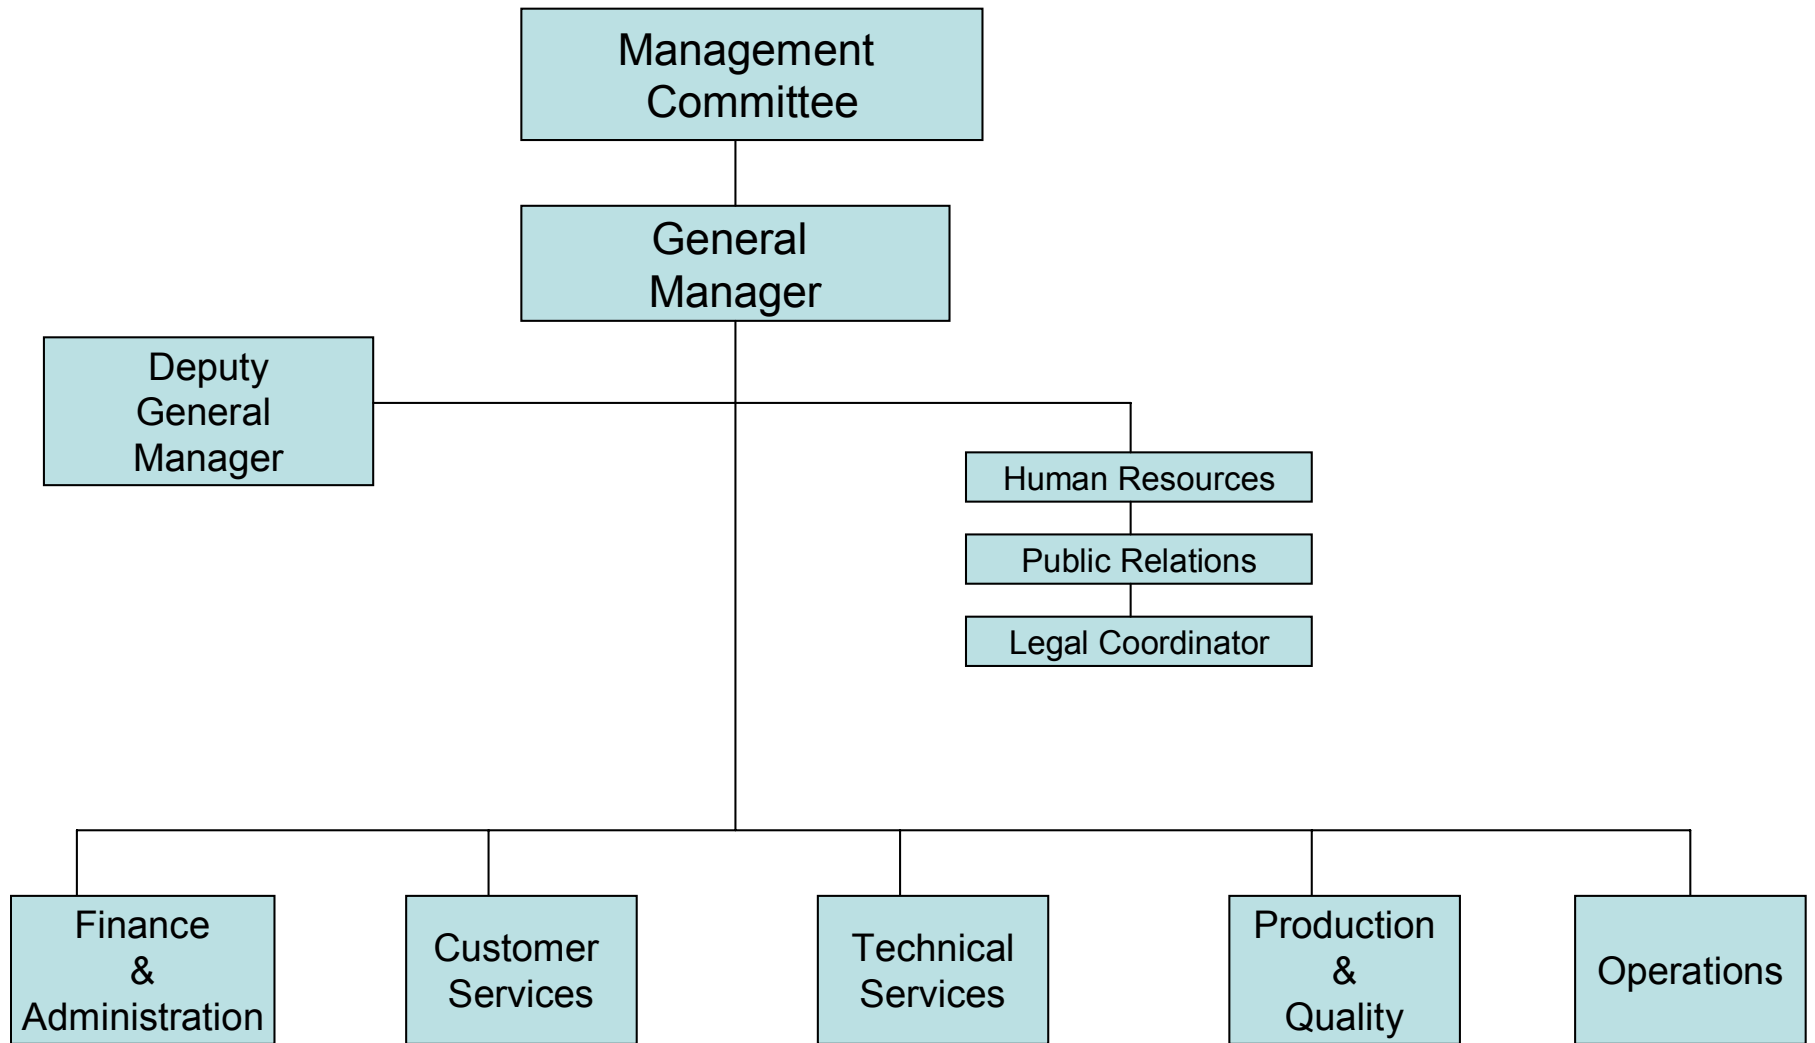 Management
Committee
General
Manager
Deputy
General
Manager
Human Resources
Public Relations
Legal Coordinator
Finance
&
Administration
Customer
Services
Technical
Services
Production
&
Quality
Operations